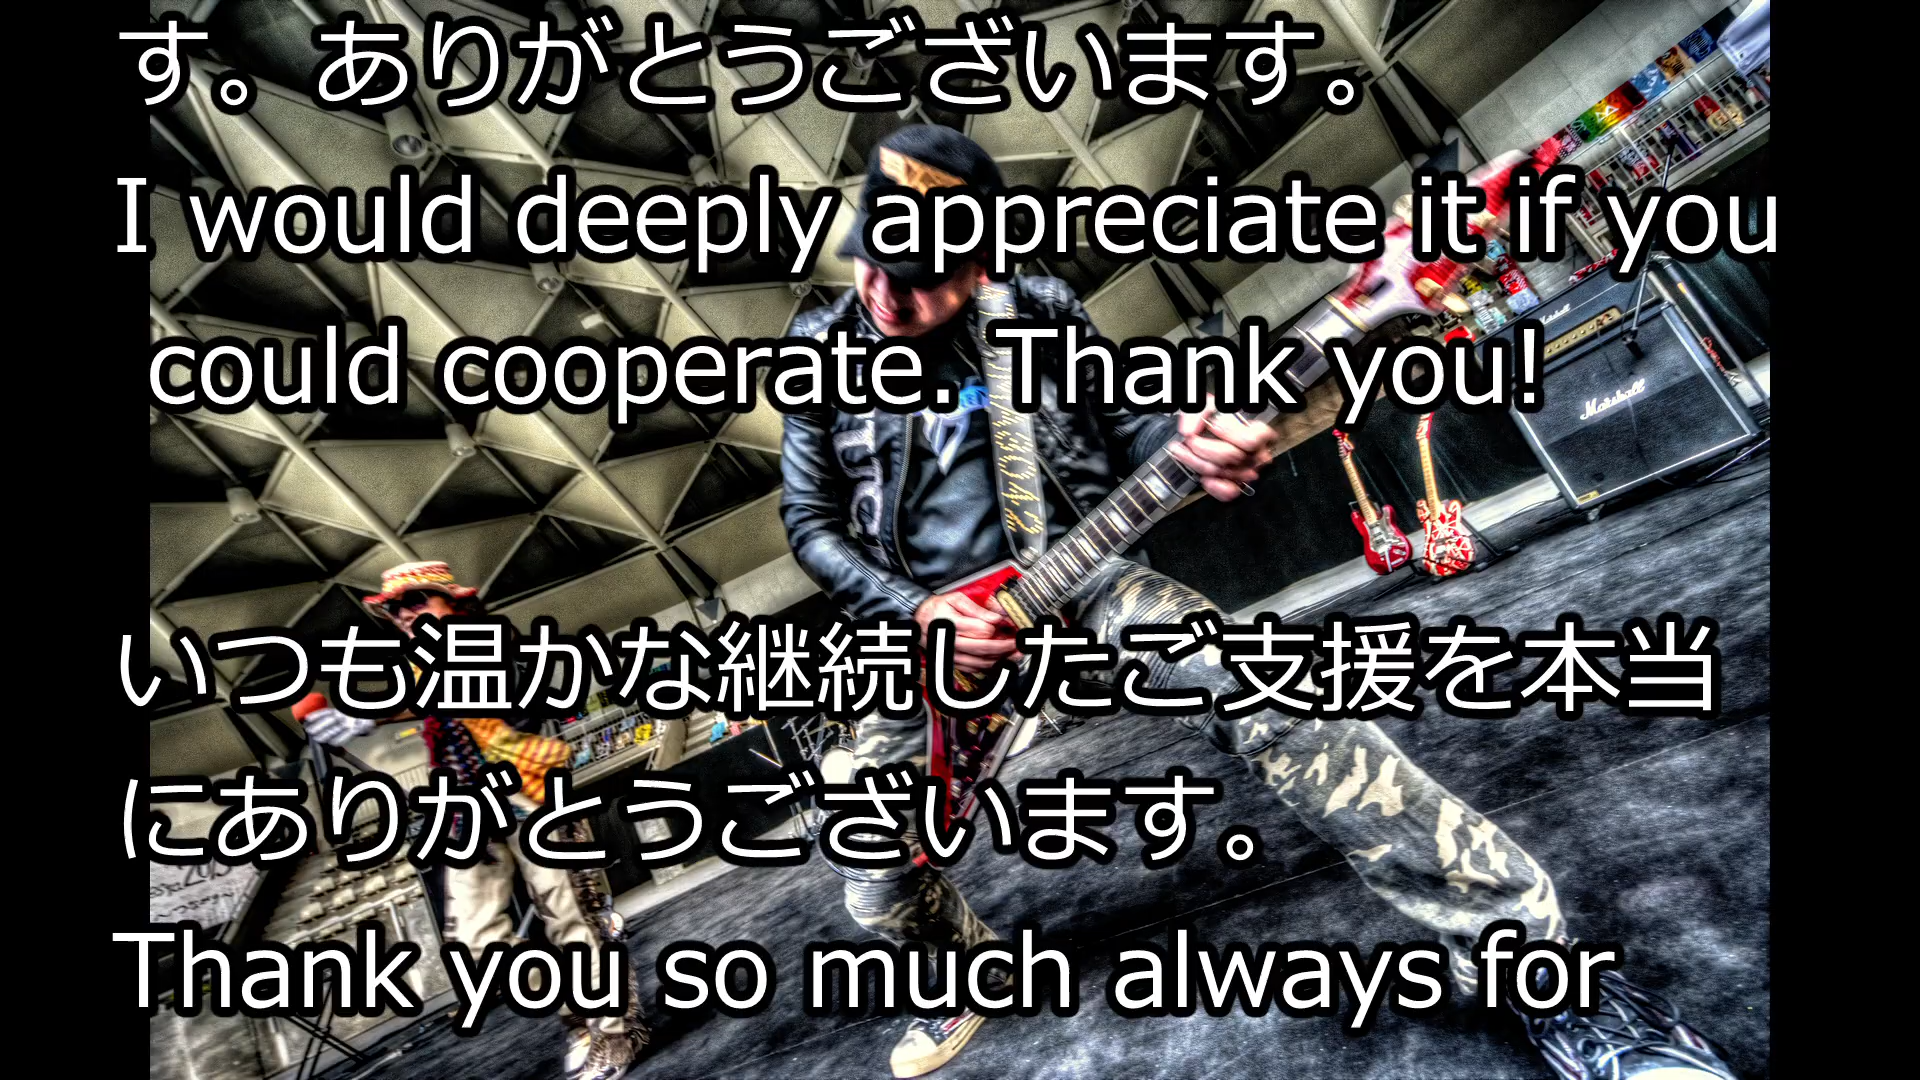 す。ありがとうございます。
I would deeply appreciate it if you
could cooperate. Thank you!
Marshall
いつも温かな継続したご支援を本当
にありがとうございます。
Thank you so much always for